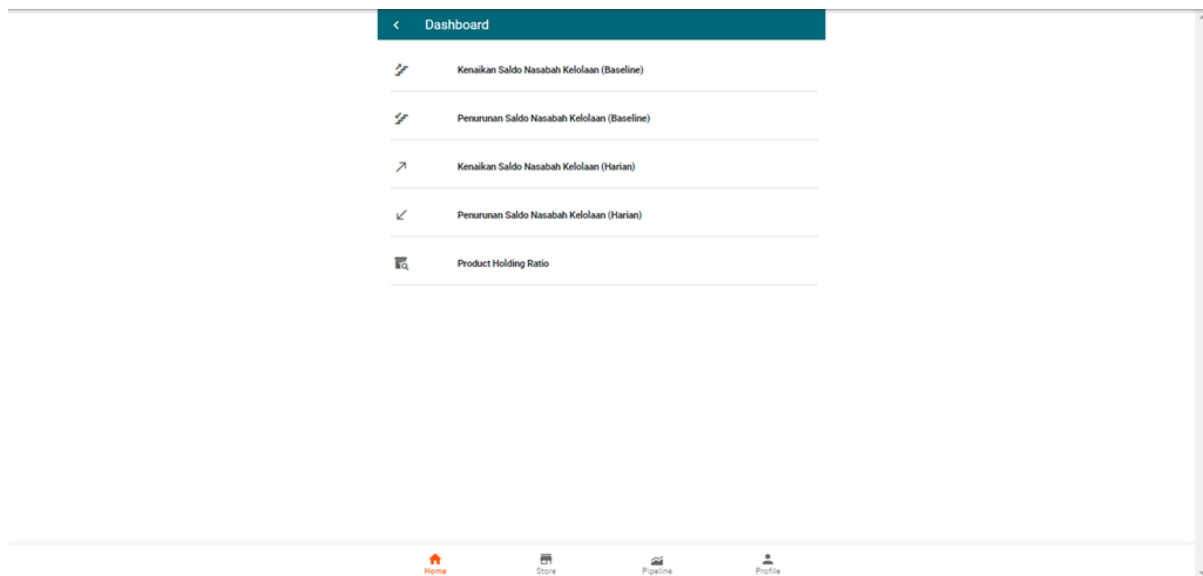 Dashboard
Kenaikan Saldo Nasabah Kelolaan (Baseline)
Penurunan Saldo Nasabah Kelolaan (Baseline)
Kenaikan Saldo Nasabah Kelolaan (Harian)
Penurunan Saldo Nasabah Kelolaan (Harian)
Product Holding Ratio
Home Store Pipeline Profile